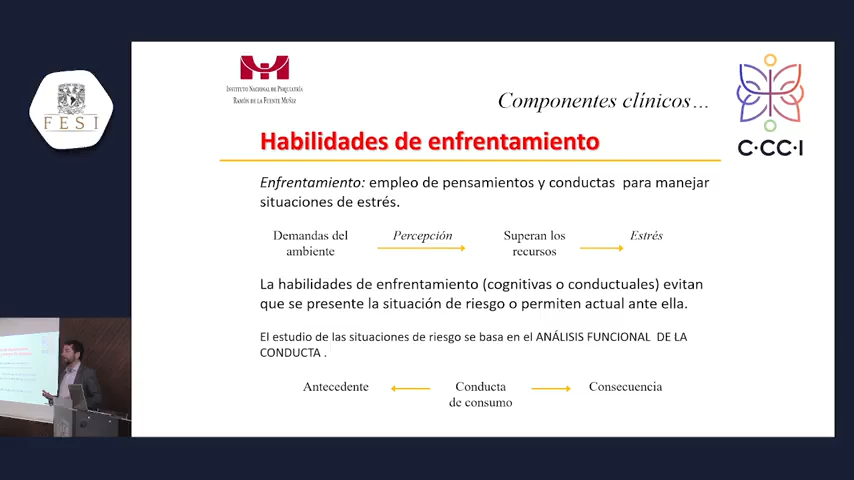 INSTITUTO NACIONAL DE PSIQUIATRÍA
RAMÓN DE LA FUENTE MUÑIZ
Componentes clínicos...
FESI
C·CC·I
Habilidades de enfrentamiento
Enfrentamiento: empleo de pensamientos y conductas para manejar
situaciones de estrés.
Demandas del
ambiente
Percepción
Superan los
recursos
Estrés
La habilidades de enfrentamiento (cognitivas o conductuales) evitan
que se presente la situación de riesgo o permiten actual ante ella.
El estudio de las situaciones de riesgo se basa en el ANÁLISIS FUNCIONAL DE LA
CONDUCTA .
Antecedente
Conducta
de consumo
Consecuencia